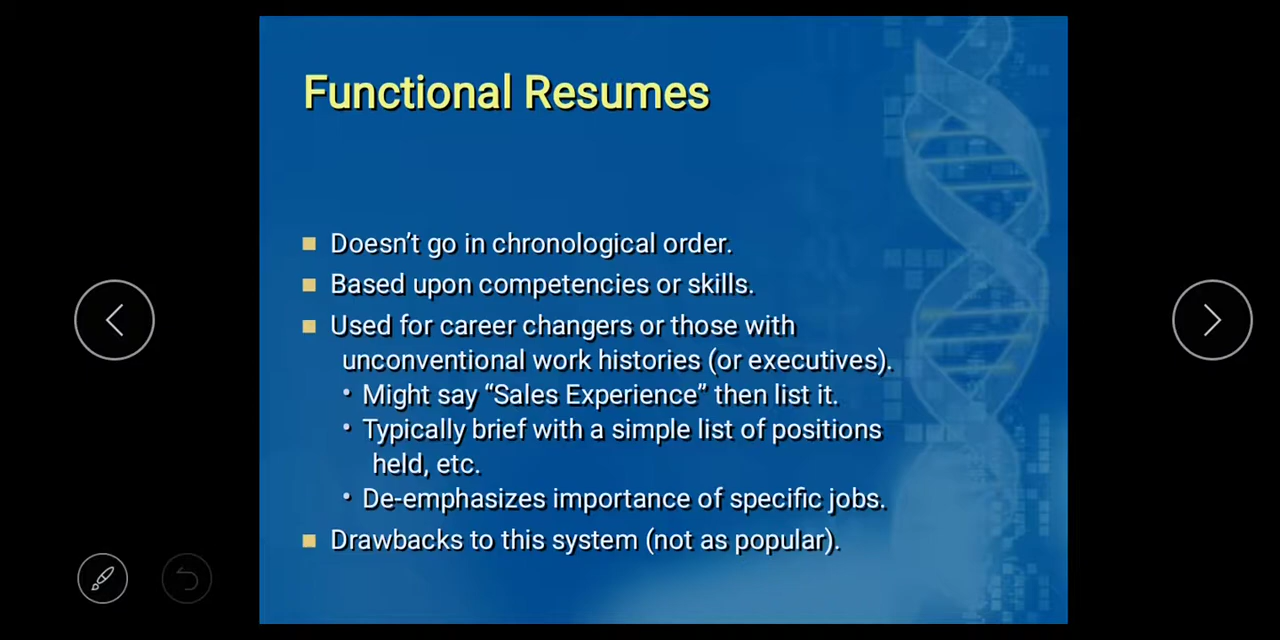 Functional Resumes
Doesn't go in chronological order.
Based upon competencies or skills.
Used for career changers or those with
unconventional work histories (or executives).
• Might say “Sales Experience” then list it.
• Typically brief with a simple list of positions
held, etc.
• De-emphasizes importance of specific jobs.
Drawbacks to this system (not as popular).